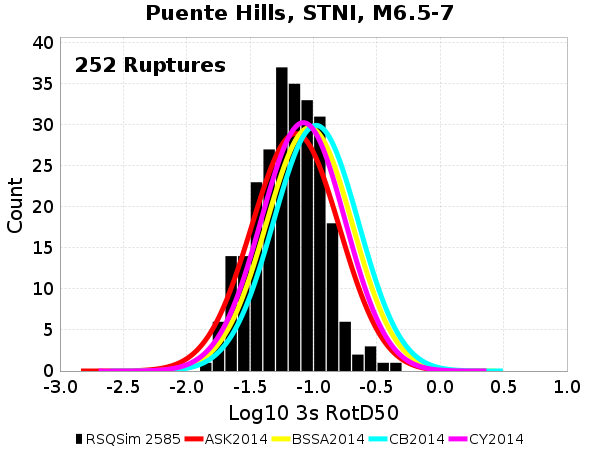 Puente Hills, STNI, M6.5-7
252 Ruptures
Count
40
35
30
25
20
15
10
5
0
-3.0 -2.5 -2.0 -1.5 -1.0 -0.5 0.0 0.5 1.0
Log10 3s RotD50
RSQSim 2585 ASK2014 BSSA2014 CB2014 CY2014